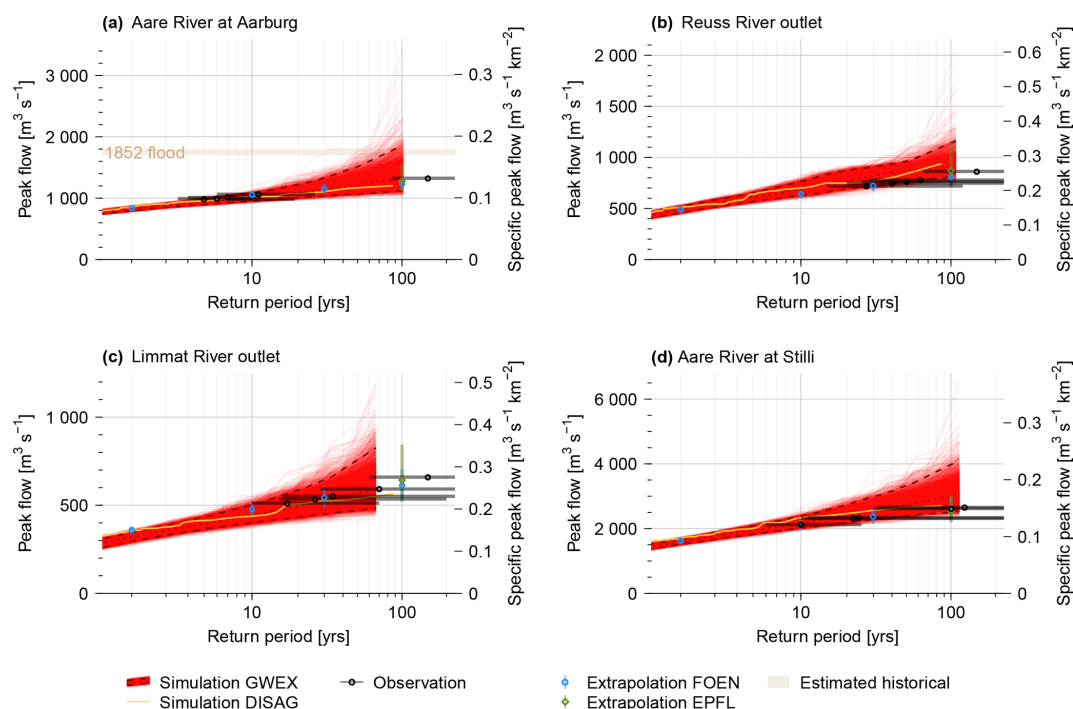 (a) Aare River at Aarburg
Peak flow [m³ s⁻¹]
3 000
2 000
1 000
0
1852 flood
0.3
0.2
0.1
0
Specific peak flow [m³ s⁻¹ km⁻²]
10
100
Return period [yrs]
(b) Reuss River outlet
Peak flow [m³ s⁻¹]
2 000
1 500
1 000
500
0
0.6
0.5
0.4
0.3
0.2
0.1
0
Specific peak flow [m³ s⁻¹ km⁻²]
10
100
Return period [yrs]
(c) Limmat River outlet
Peak flow [m³ s⁻¹]
1 000
500
0
0.5
0.4
0.3
0.2
0.1
0
Specific peak flow [m³ s⁻¹ km⁻²]
10
100
Return period [yrs]
(d) Aare River at Stilli
Peak flow [m³ s⁻¹]
6 000
4 000
2 000
0
0.3
0.2
0.1
0
Specific peak flow [m³ s⁻¹ km⁻²]
10
100
Return period [yrs]
Simulation GWEX
Simulation DISAG
Observation
Extrapolation FOEN
Extrapolation EPFL
Estimated historical